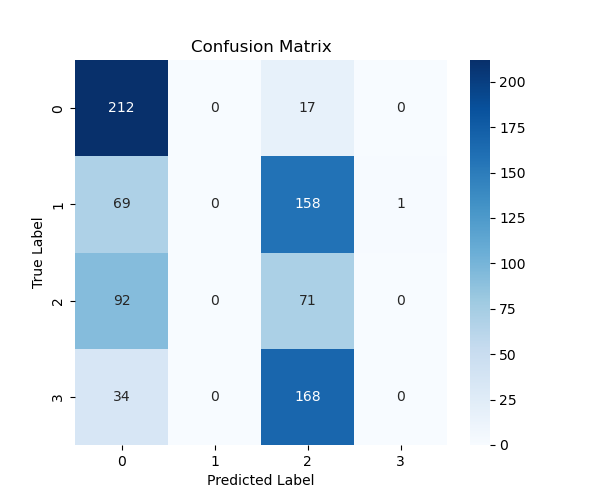 Confusion Matrix
True Label
0 212 0 17 0
1 69 0 158 1
2 92 0 71 0
3 34 0 168 0
0 1 2 3
Predicted Label
200
175
150
125
100
75
50
25
0